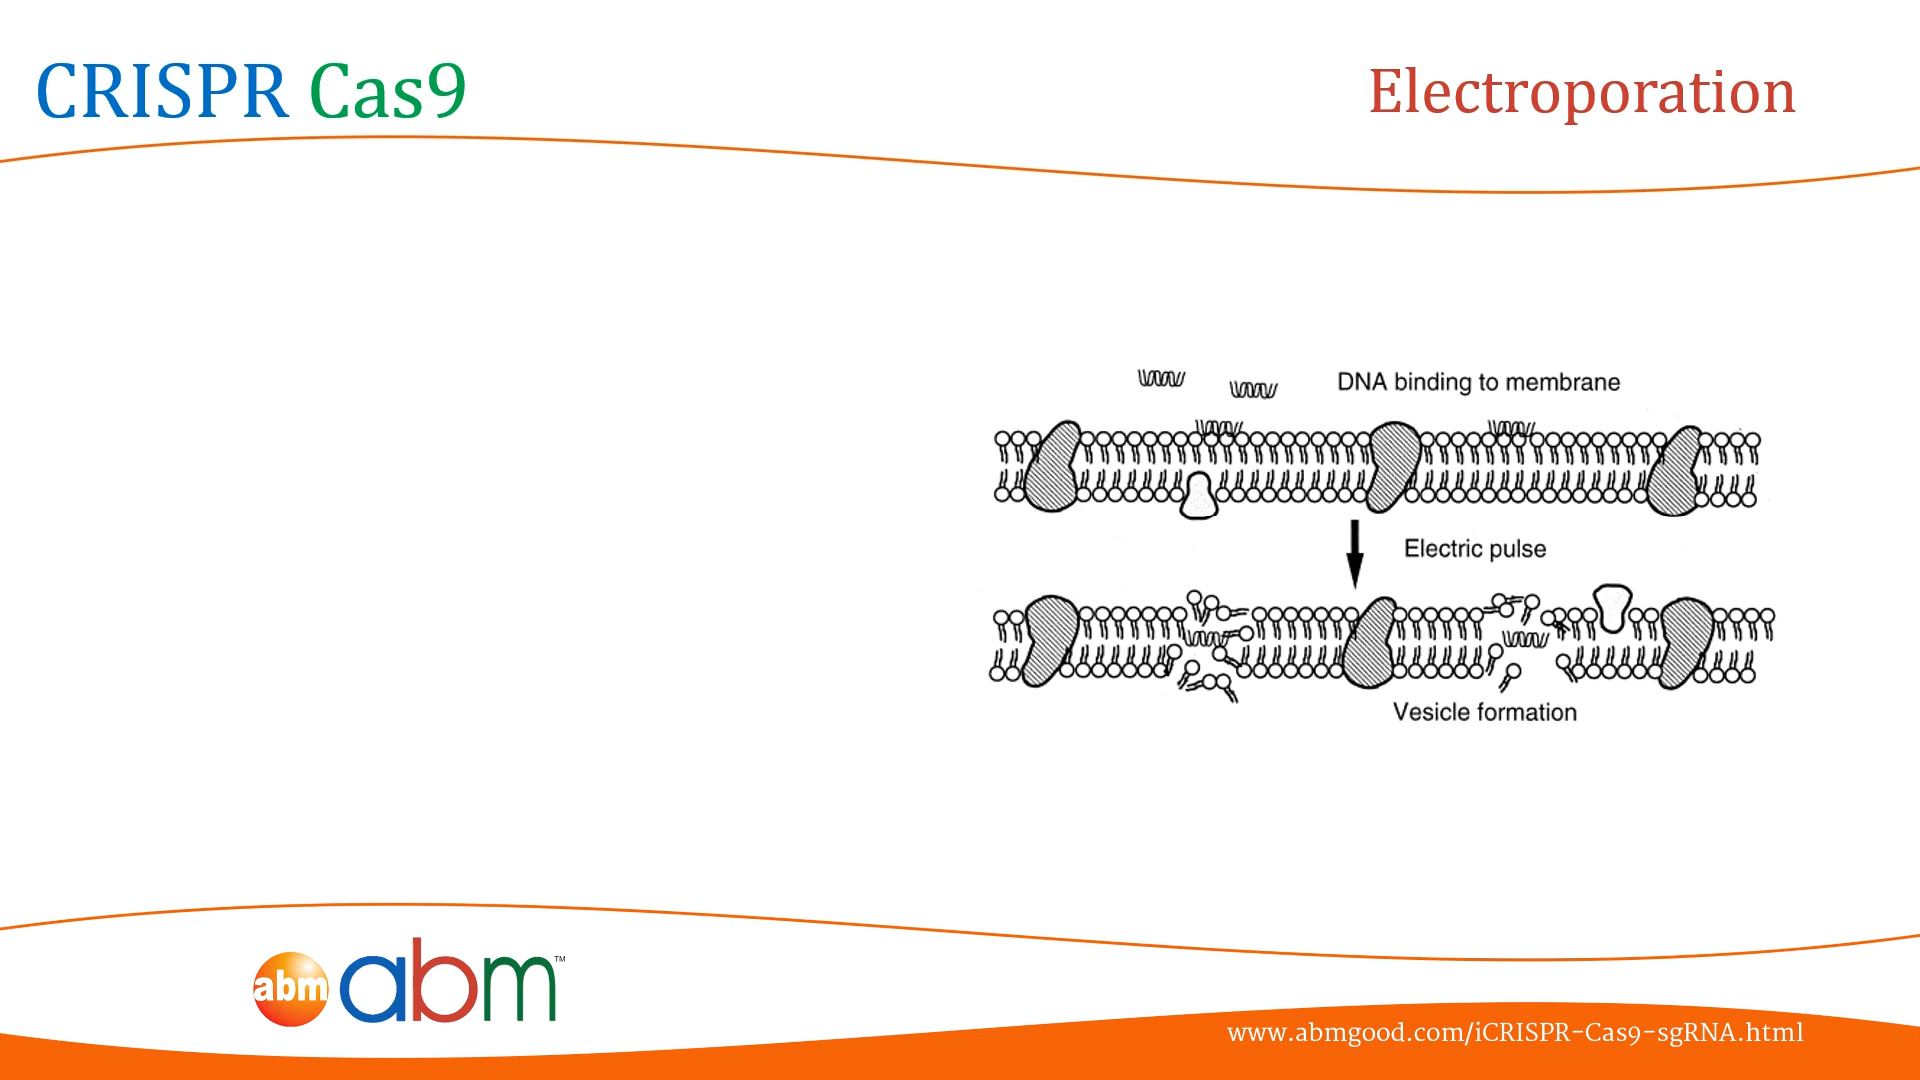 CRISPR Cas9
Electroporation
DNA binding to membrane
Electric pulse
Vesicle formation
abm
abm™
www.abmgood.com/iCRISPR-Cas9-sgRNA.html